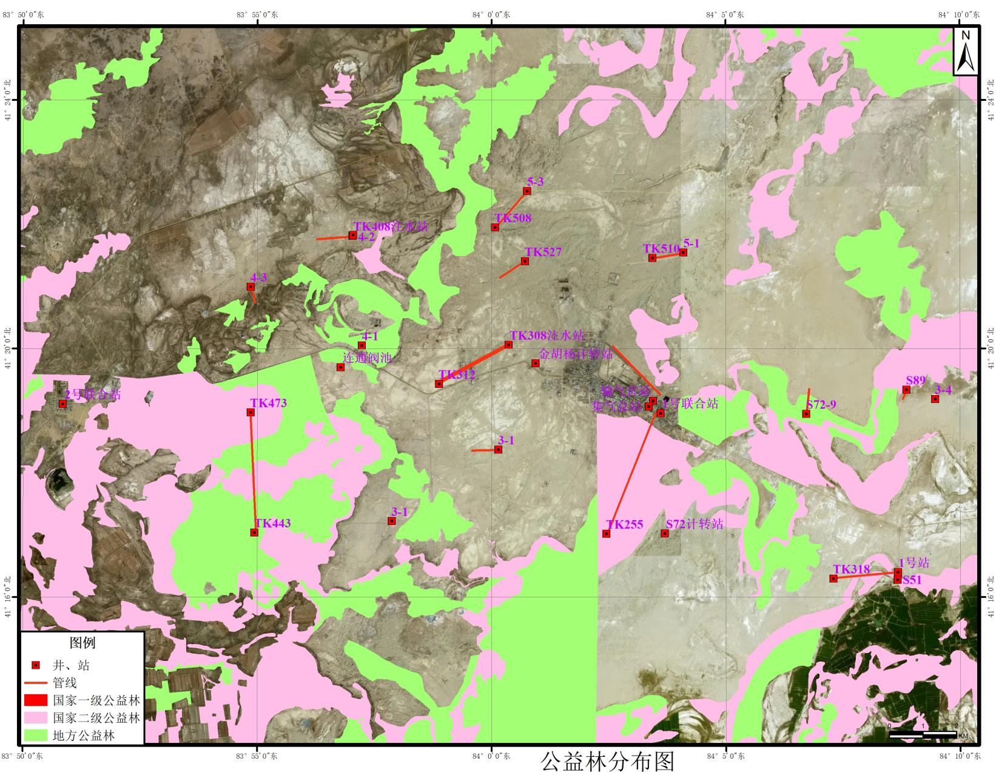 83° 50'0"东
83° 55'0"东
84° 0'0"东
84° 5'0"东
84° 10'0"东
N
41° 24'0"北
41° 24'0"北
5-3
TK508
TK408注水站
4-2
TK527
TK510
5-1
4-3
TK308注水站
4-1
41° 20'0"北
41° 20'0"北
金胡杨计转站
连通阀池
TK312
S89
输气首站
3-4
2号联合站
TK473
集气总站
1号联合站
S72-9
3-1
3-1
TK443
TK255
S72计转站
1号站
TK318
S51
41° 16'0"北
41° 16'0"北
图例
井、站
管线
国家一级公益林
国家二级公益林
地方公益林
0 1 2
KM
83° 50'0"东
83° 55'0"东
84° 0'0"东
84° 5'0"东
84° 10'0"东
公益林分布图